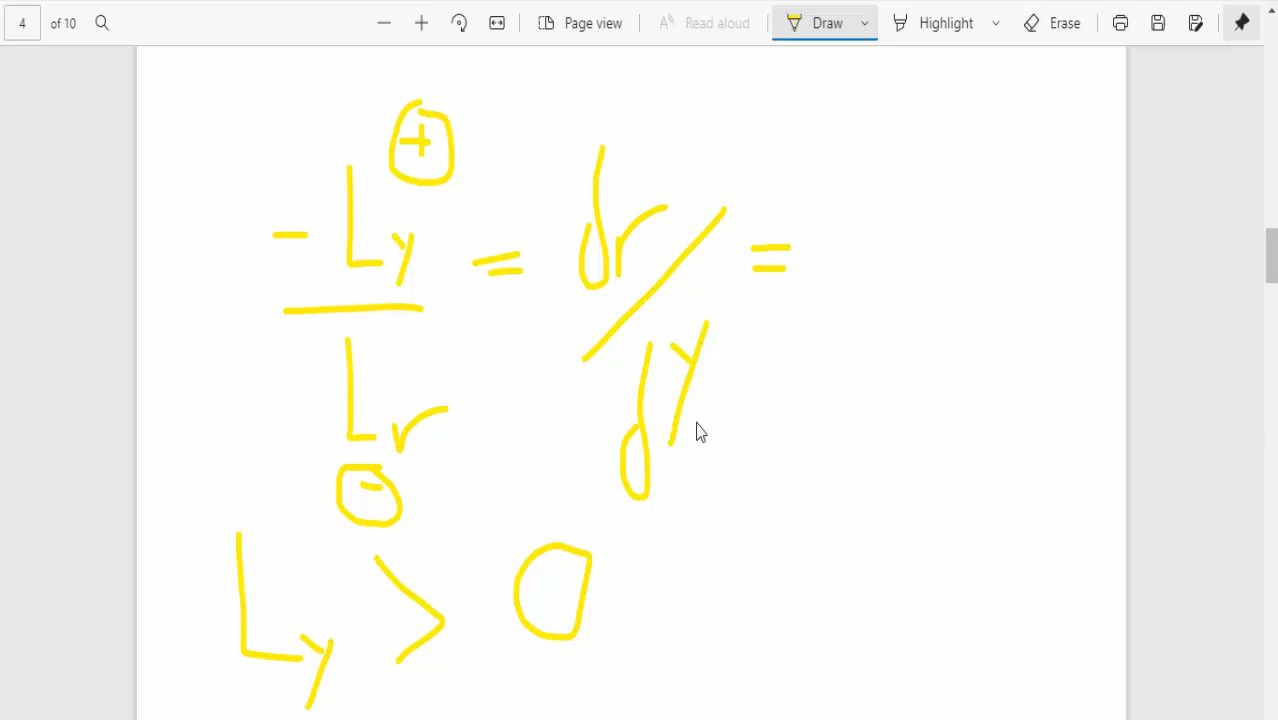 4 of 10 Page view Read aloud Draw Highlight Erase
+
- Ly
Lr
-
= dr / dy =
Ly > 0